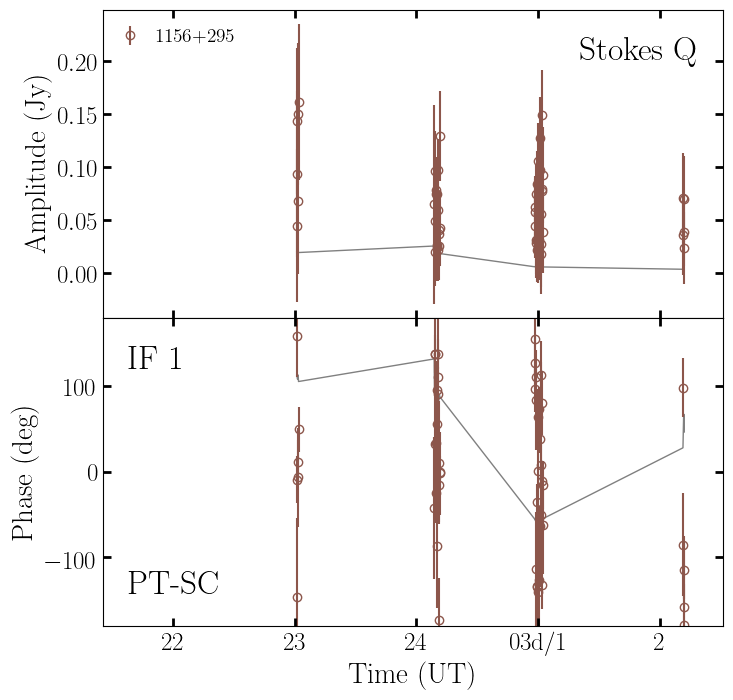 1156+295
Stokes Q
Amplitude (Jy)
0.20
0.15
0.10
0.05
0.00
IF 1
Phase (deg)
100
0
−100
PT-SC
22
23
24
03d/1
2
Time (UT)